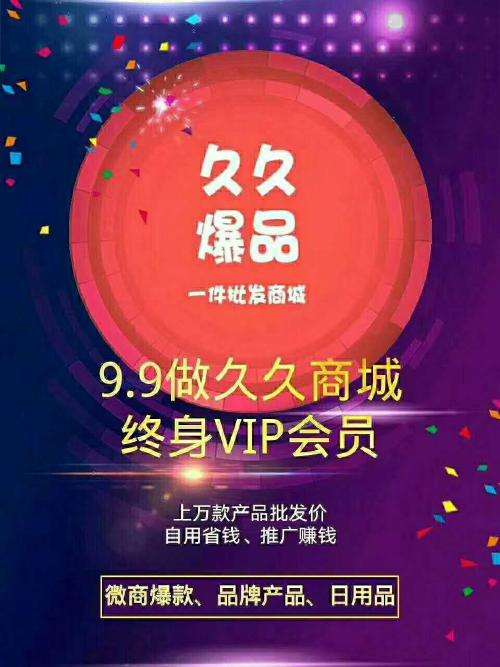 久久
爆品
一件批发商城
9.9做久久商城
终身VIP会员
上万款产品批发价
自用省钱、推广赚钱
微商爆款、品牌产品、日用品